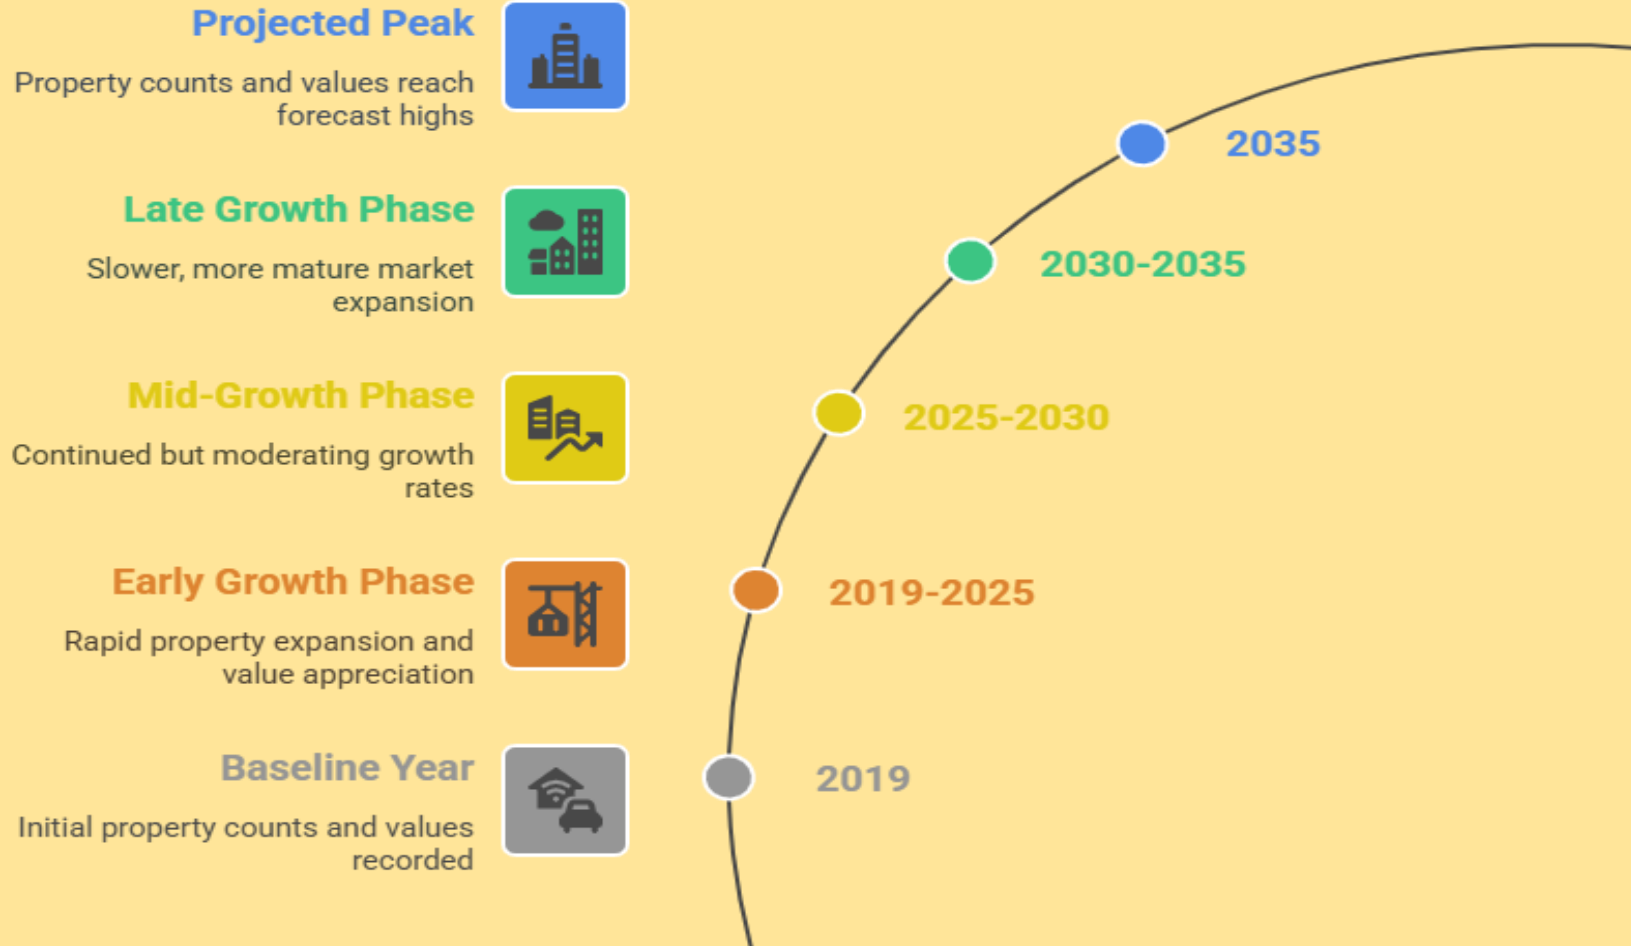 Projected Peak
Property counts and values reach
forecast highs
2035
Late Growth Phase
Slower, more mature market
expansion
2030-2035
Mid-Growth Phase
Continued but moderating growth
rates
2025-2030
Early Growth Phase
Rapid property expansion and
value appreciation
2019-2025
Baseline Year
Initial property counts and values
recorded
2019